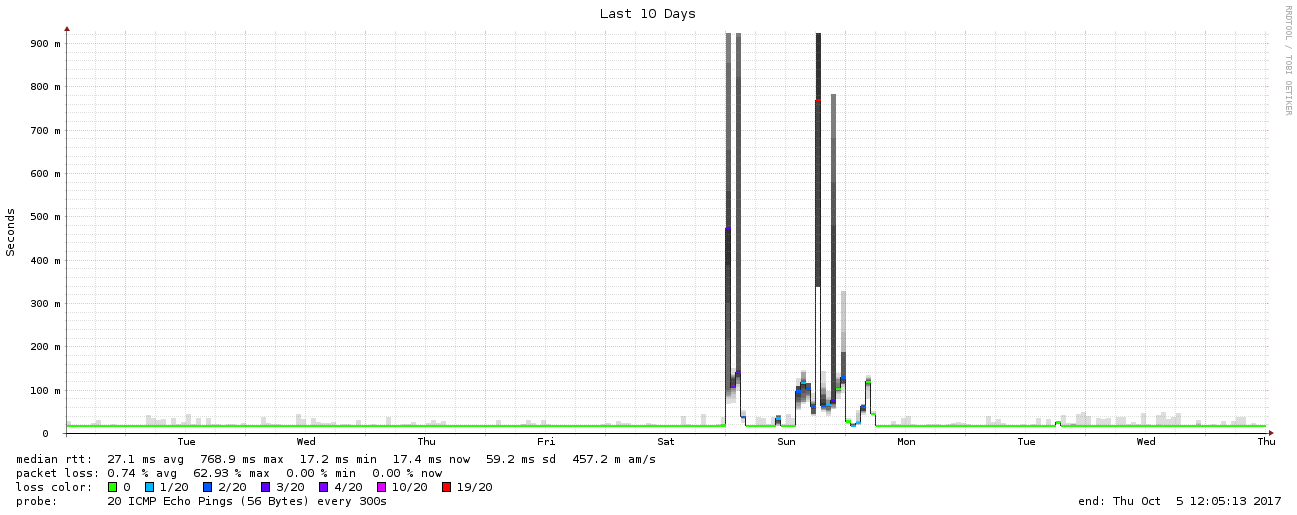 Last 10 Days
RRDTOOL / TOBI OETIKER
Seconds
900 m
800 m
700 m
600 m
500 m
400 m
300 m
200 m
100 m
0
Tue Wed Thu Fri Sat Sun Mon Tue Wed Thu
median rtt: 27.1 ms avg 768.9 ms max 17.2 ms min 17.4 ms now 59.2 ms sd 457.2 m am/s
packet loss: 0.74 % avg 62.93 % max 0.00 % min 0.00 % now
loss color: 0 1/20 2/20 3/20 4/20 10/20 19/20
probe: 20 ICMP Echo Pings (56 Bytes) every 300s end: Thu Oct 5 12:05:13 2017